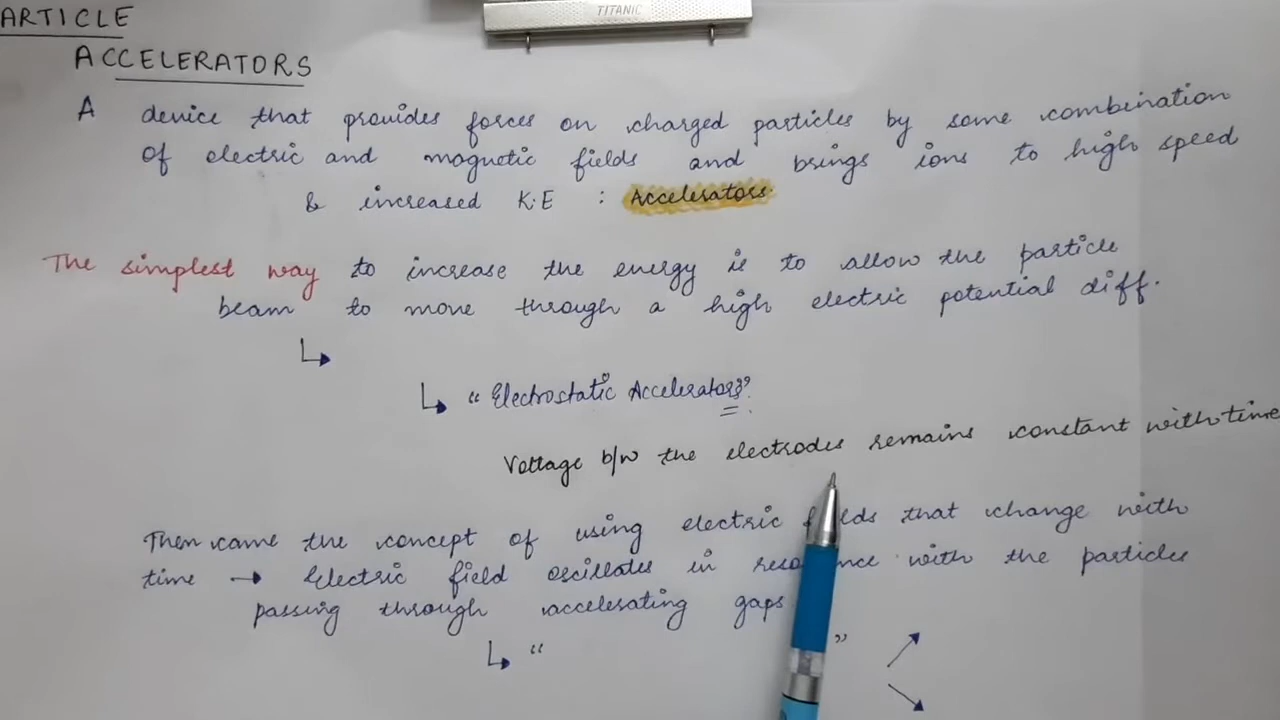 TITANIC
ARTICLE
ACCELERATORS
A device that provides forces on charged particles by some combination
of electric and magnetic fields and brings ions to high speed
& increased K.E : Accelerators.
The simplest way to increase the energy is to allow the particle
beam to move through a high electric potential diff.
"Electrostatic Accelerators".
Voltage b/w the electrodes remains constant with time
Then came the concept of using electric that change with
time → Electric field oscillates in with the particles
passing through accelerating gaps
" "